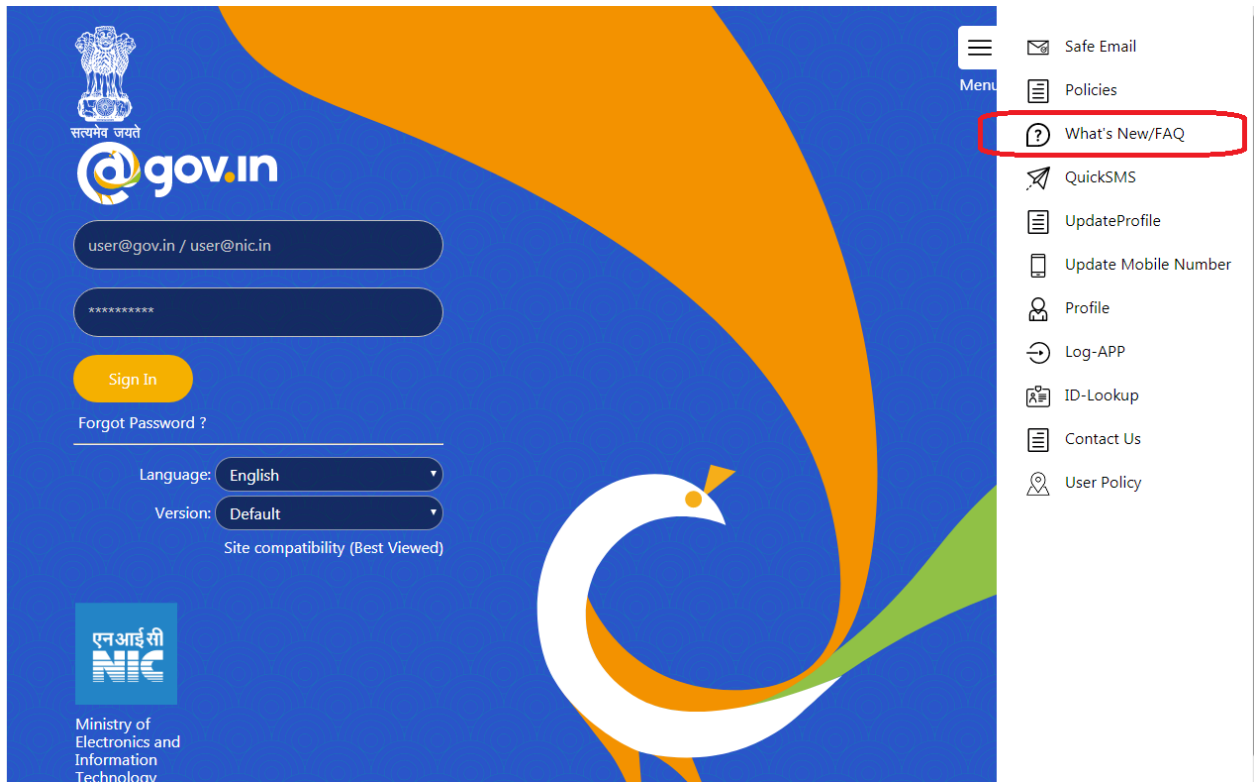 सत्यमेव जयते
@gov.in
user@gov.in / user@nic.in
**********
Sign In
Forgot Password ?
Language: English
Version: Default
Site compatibility (Best Viewed)
एन आई सी
NIC
Ministry of
Electronics and
Information
Technology
Menu
Safe Email
Policies
What's New/FAQ
QuickSMS
UpdateProfile
Update Mobile Number
Profile
Log-APP
ID-Lookup
Contact Us
User Policy